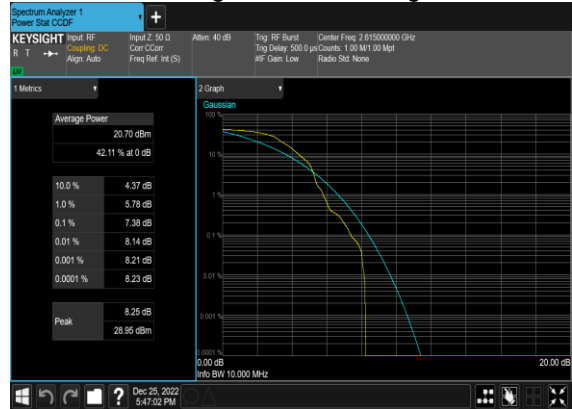 Spectrum Analyzer 1
Power Stat CCDF
KEYSIGHT
R T
LW
Input: RF
Coupling: DC
Align: Auto
Input Z: 50 Ω
Corr CCorr
Freq Ref: Int (S)
Atten: 40 dB
Trig: RF Burst
Trig Delay: 500.0 µs
#IF Gain: Low
Center Freq: 2.615000000 GHz
Counts: 1.00 M/1.00 Mpt
Radio Std: None
1 Metrics
Average Power
20.70 dBm
42.11 % at 0 dB
10.0 % 4.37 dB
1.0 % 5.78 dB
0.1 % 7.38 dB
0.01 % 8.14 dB
0.001 % 8.21 dB
0.0001 % 8.23 dB
Peak
8.25 dB
28.95 dBm
2 Graph
Gaussian
100 %
10 %
1 %
0.1 %
0.01 %
0.001 %
0.0001 %
0.00 dB 20.00 dB
Info BW 10.000 MHz
? Dec 25, 2022
5:47:02 PM